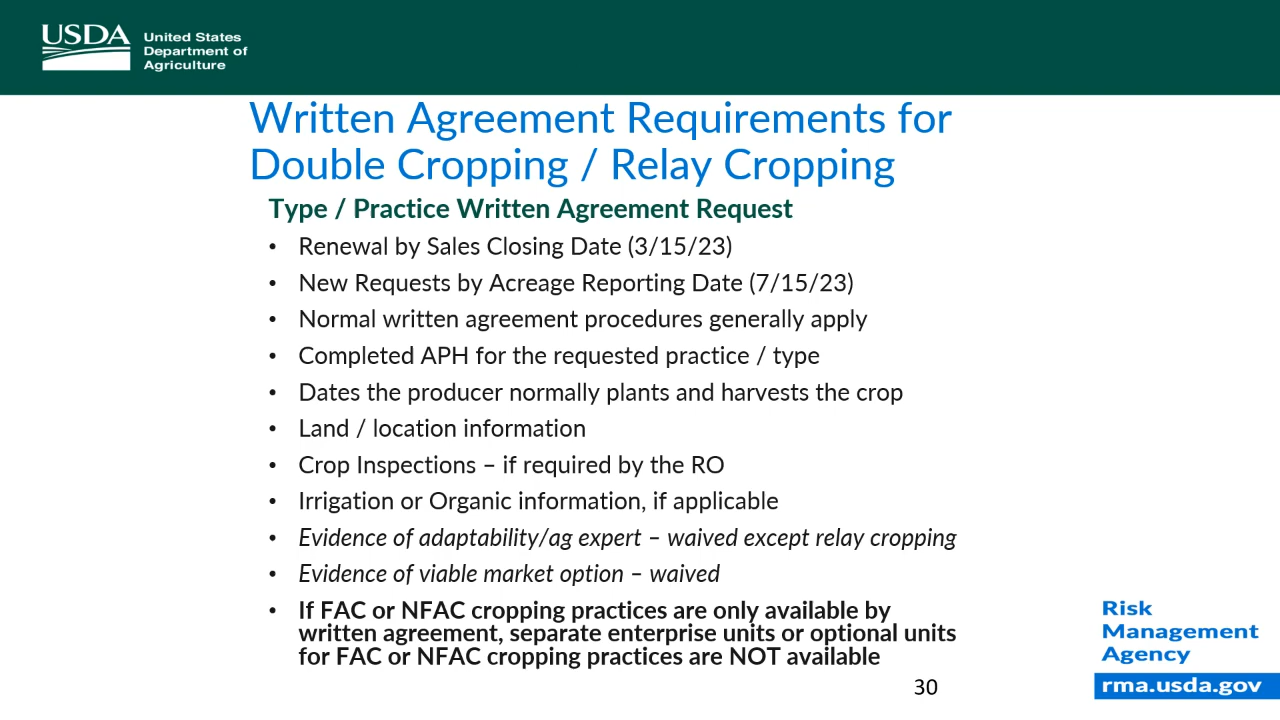 USDA
United States
Department of
Agriculture
Written Agreement Requirements for
Double Cropping / Relay Cropping
Type / Practice Written Agreement Request
• Renewal by Sales Closing Date (3/15/23)
• New Requests by Acreage Reporting Date (7/15/23)
• Normal written agreement procedures generally apply
• Completed APH for the requested practice / type
• Dates the producer normally plants and harvests the crop
• Land / location information
• Crop Inspections – if required by the RO
• Irrigation or Organic information, if applicable
• Evidence of adaptability/ag expert – waived except relay cropping
• Evidence of viable market option – waived
• If FAC or NFAC cropping practices are only available by
written agreement, separate enterprise units or optional units
for FAC or NFAC cropping practices are NOT available
Risk
Management
Agency
rma.usda.gov
30